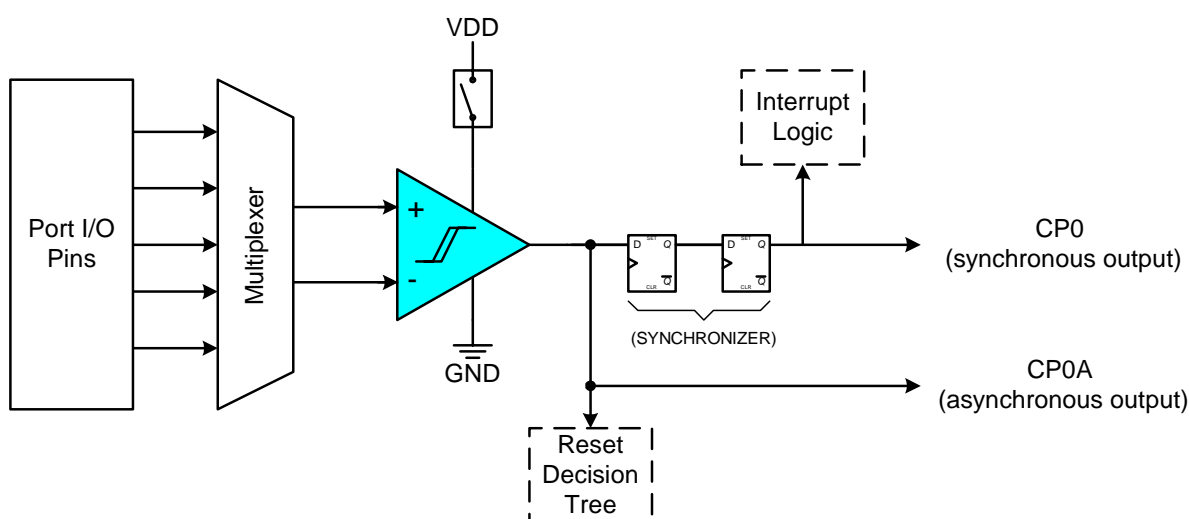 VDD
Port I/O
Pins
Multiplexer
+
-
GND
D
SET
Q
Q
CLR
D
SET
Q
Q
CLR
(SYNCHRONIZER)
Interrupt
Logic
CP0
(synchronous output)
CP0A
(asynchronous output)
Reset
Decision
Tree